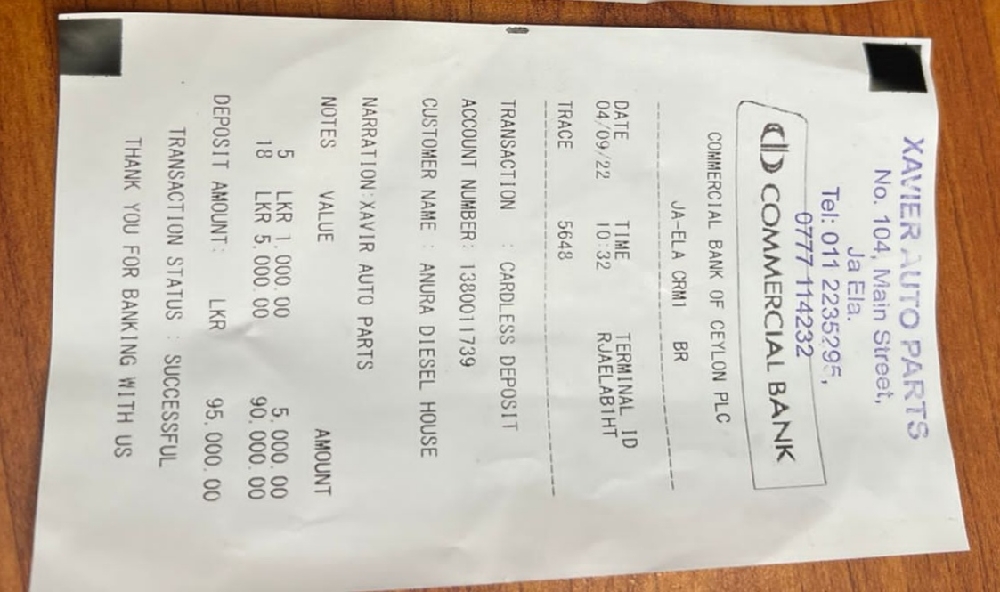 XAVIER AUTO PARTS
No. 104, Main Street,
Ja Ela.
Tel: 011 2235295,
0777 114232
COMMERCIAL BANK
COMMERCIAL BANK OF CEYLON PLC
JA-ELA CRM1 BR
DATE TIME TERMINAL ID
04/09/22 10:32 RJAELAB1HT
TRACE 5648
TRANSACTION : CARDLESS DEPOSIT
ACCOUNT NUMBER: 1380011739
CUSTOMER NAME : ANURA DIESEL HOUSE
NARRATION:XAVIR AUTO PARTS
NOTES VALUE AMOUNT
5 LKR 1,000.00 5,000.00
18 LKR 5,000.00 90,000.00
DEPOSIT AMOUNT: LKR 95,000.00
TRANSACTION STATUS : SUCCESSFUL
THANK YOU FOR BANKING WITH US